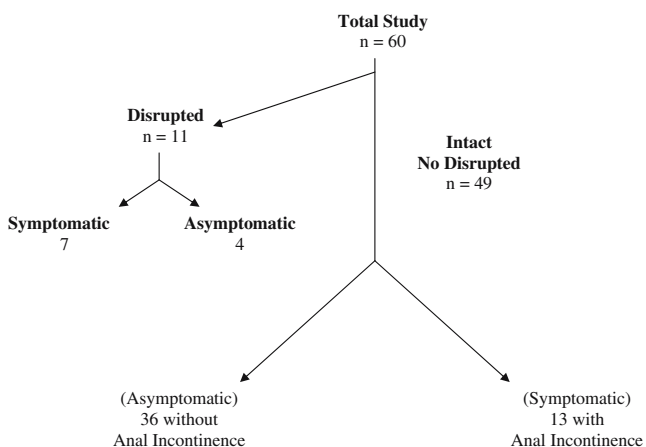 Total Study
n = 60
Disrupted
n = 11
Intact
No Disrupted
n = 49
Symptomatic
7
Asymptomatic
4
(Asymptomatic)
36 without
Anal Incontinence
(Symptomatic)
13 with
Anal Incontinence